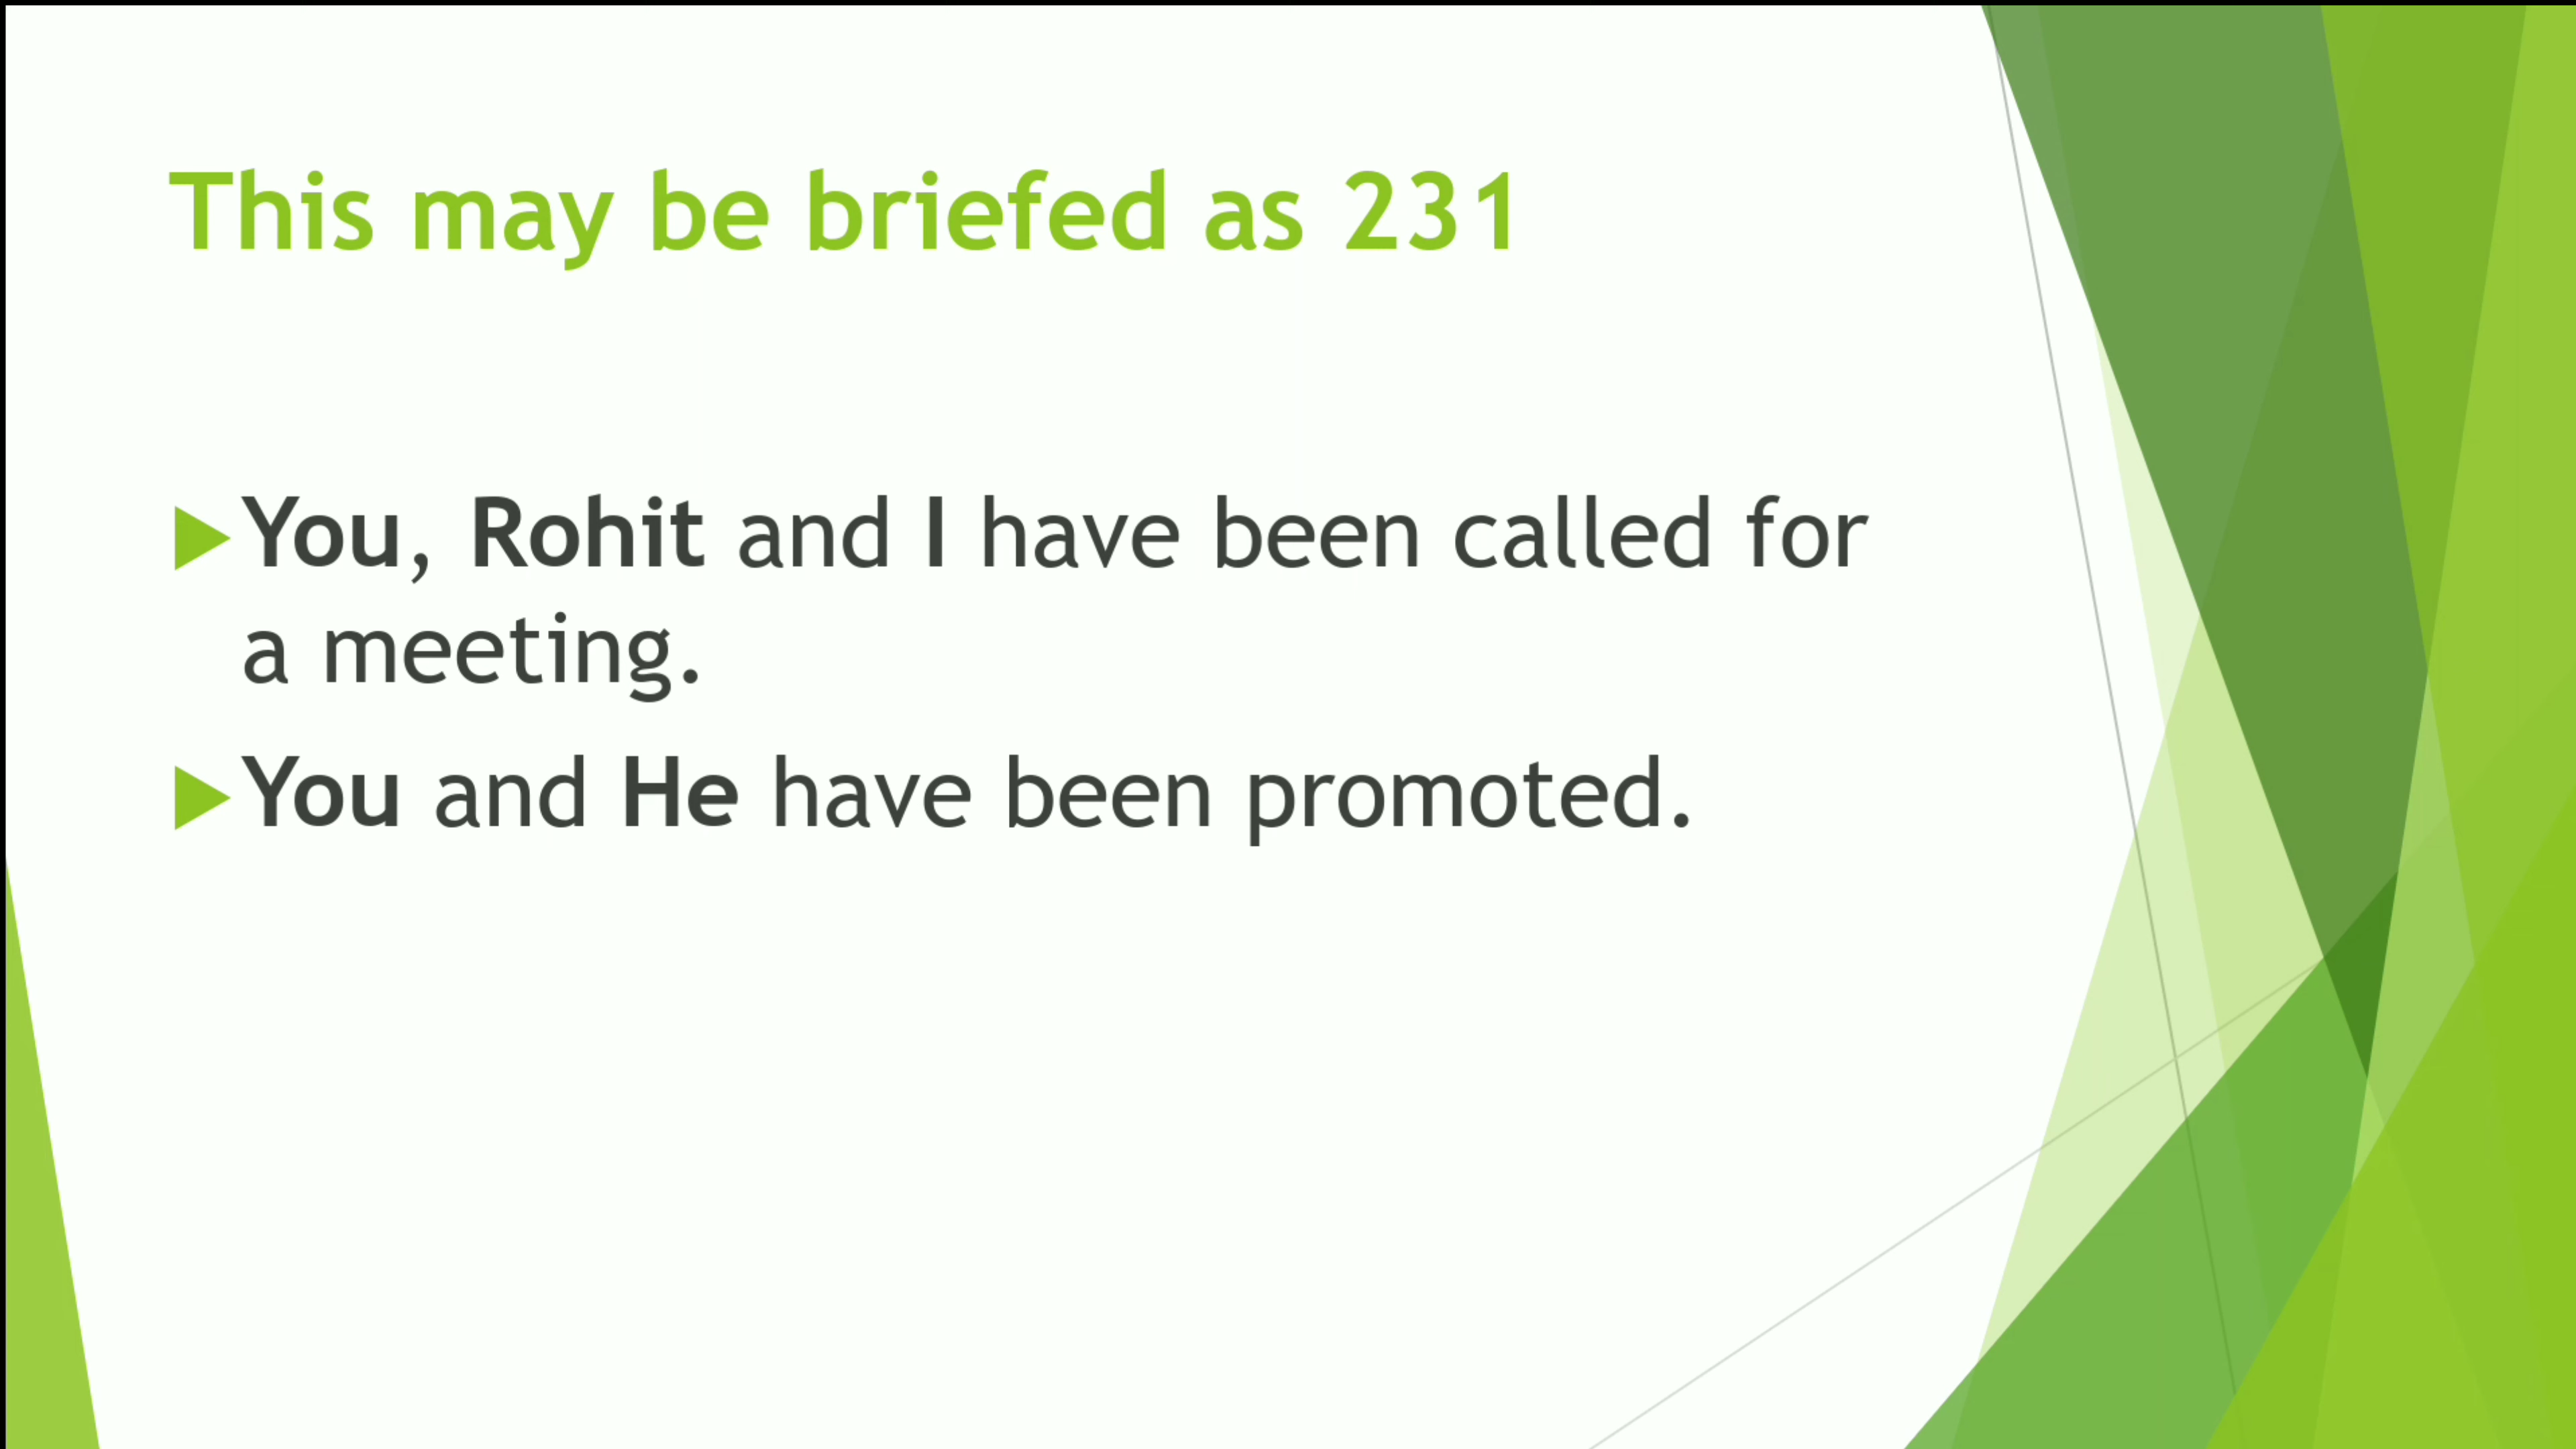 This may be briefed as 231
You, Rohit and I have been called for
a meeting.
You and He have been promoted.